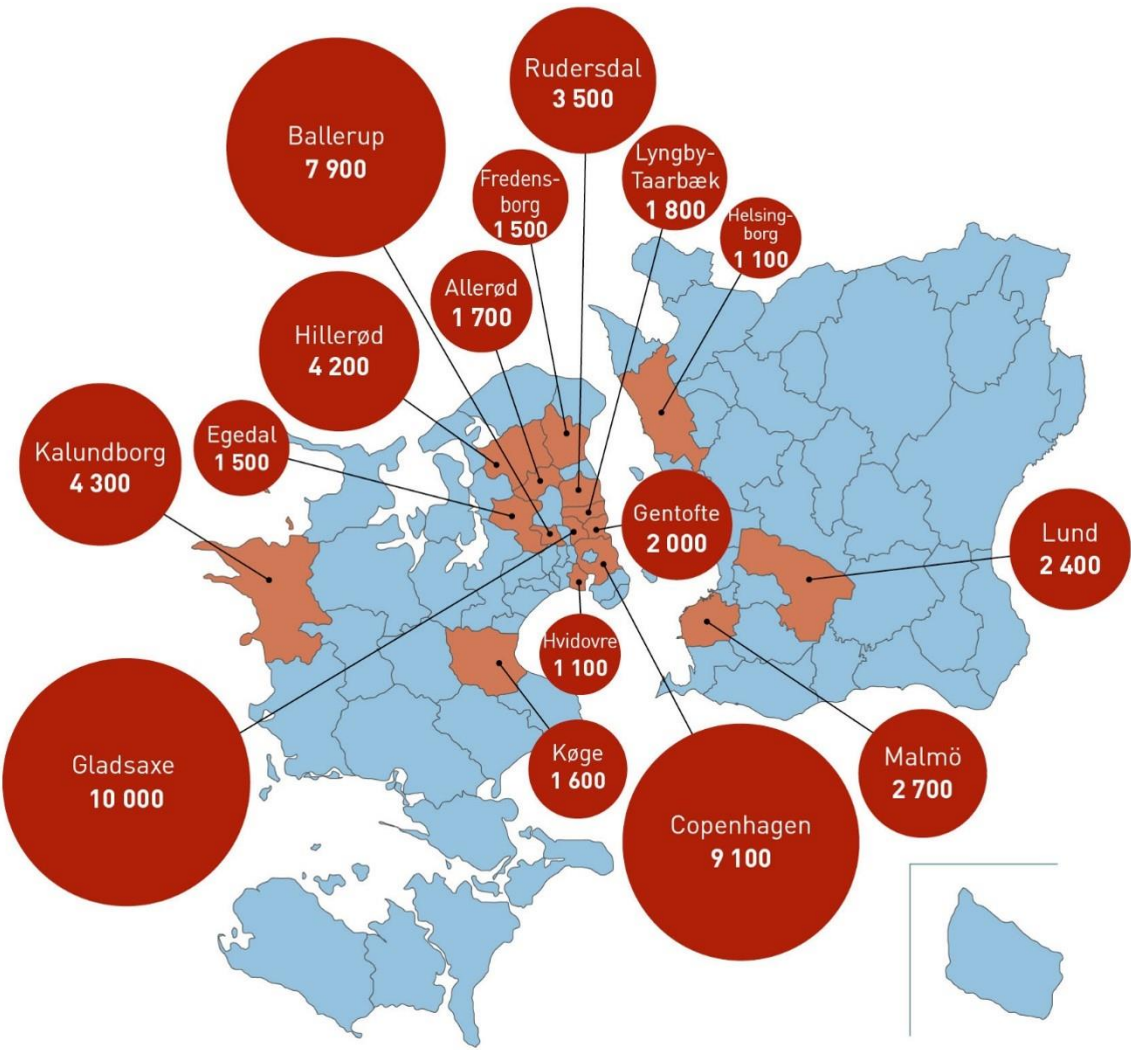 Rudersdal
3 500
Ballerup
7 900
Lyngby-
Taarbæk
1 800
Fredens-
borg
1 500
Helsing-
borg
1 100
Allerød
1 700
Hillerød
4 200
Egedal
1 500
Kalundborg
4 300
Gentofte
2 000
Lund
2 400
Hvidovre
1 100
Køge
1 600
Malmö
2 700
Gladsaxe
10 000
Copenhagen
9 100